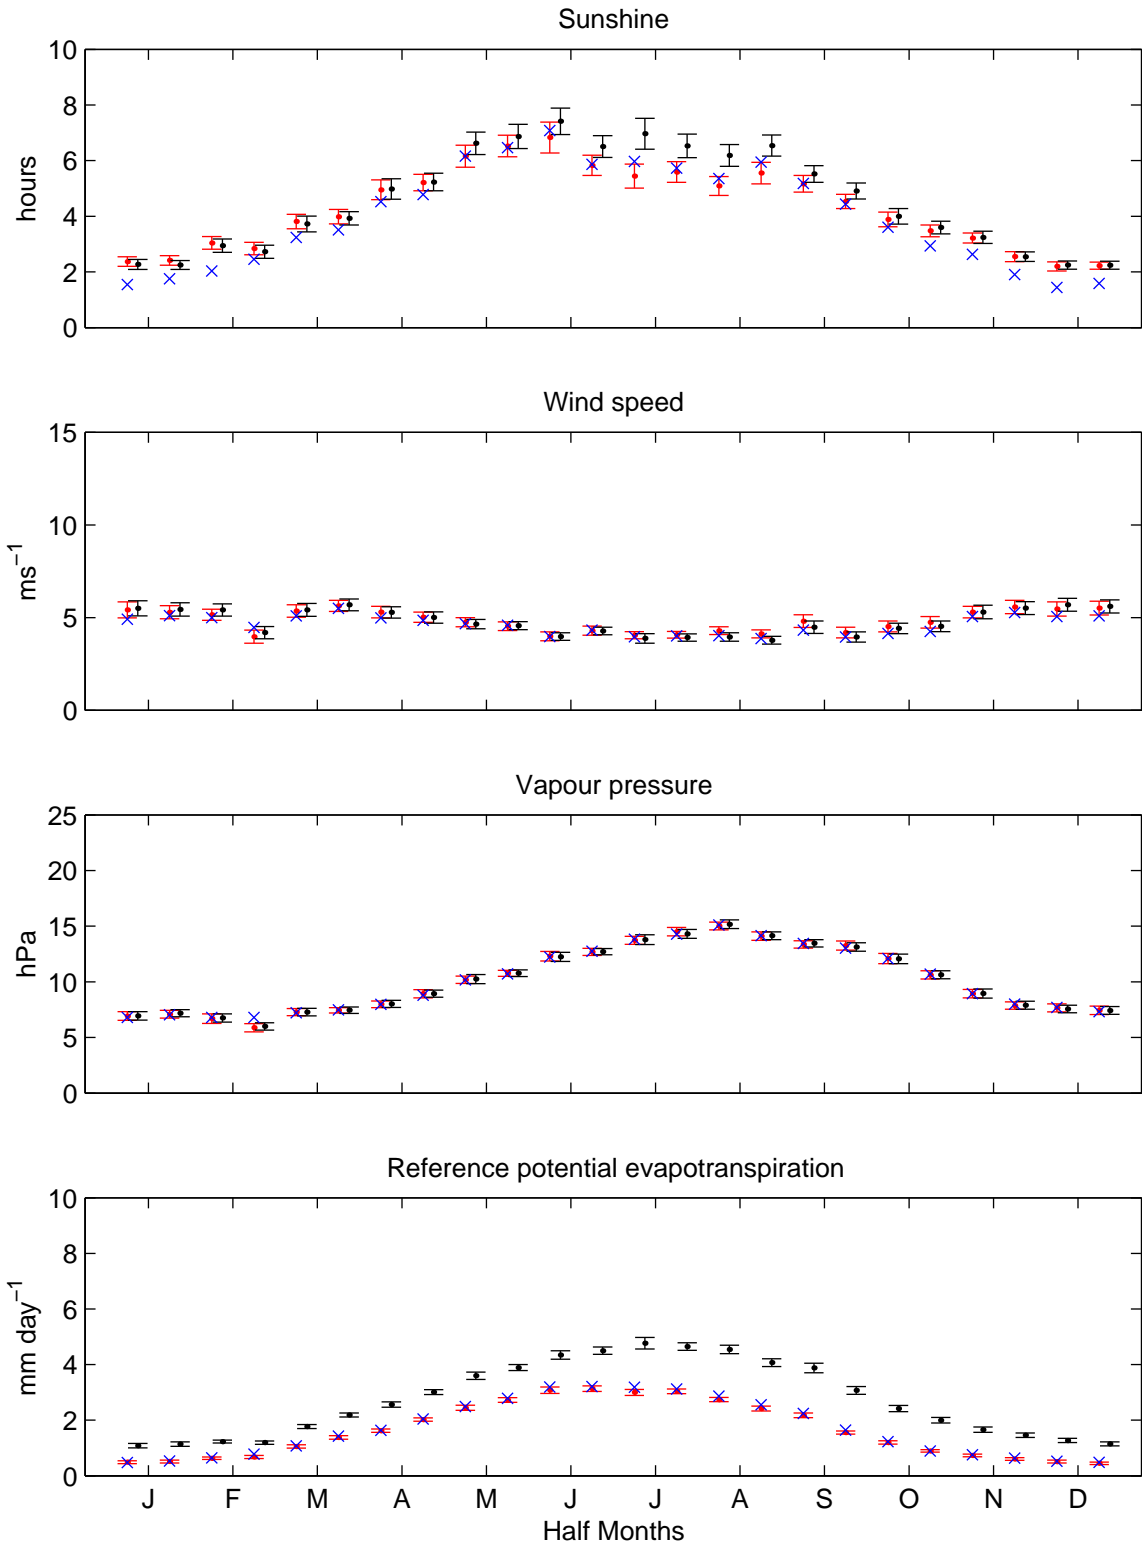 Sunshine
10
8
6
4
2
0
hours
Wind speed
15
10
5
0
ms⁻¹
Vapour pressure
25
20
15
10
5
0
hPa
Reference potential evapotranspiration
10
8
6
4
2
0
mm day⁻¹
J F M A M J J A S O N D
Half Months